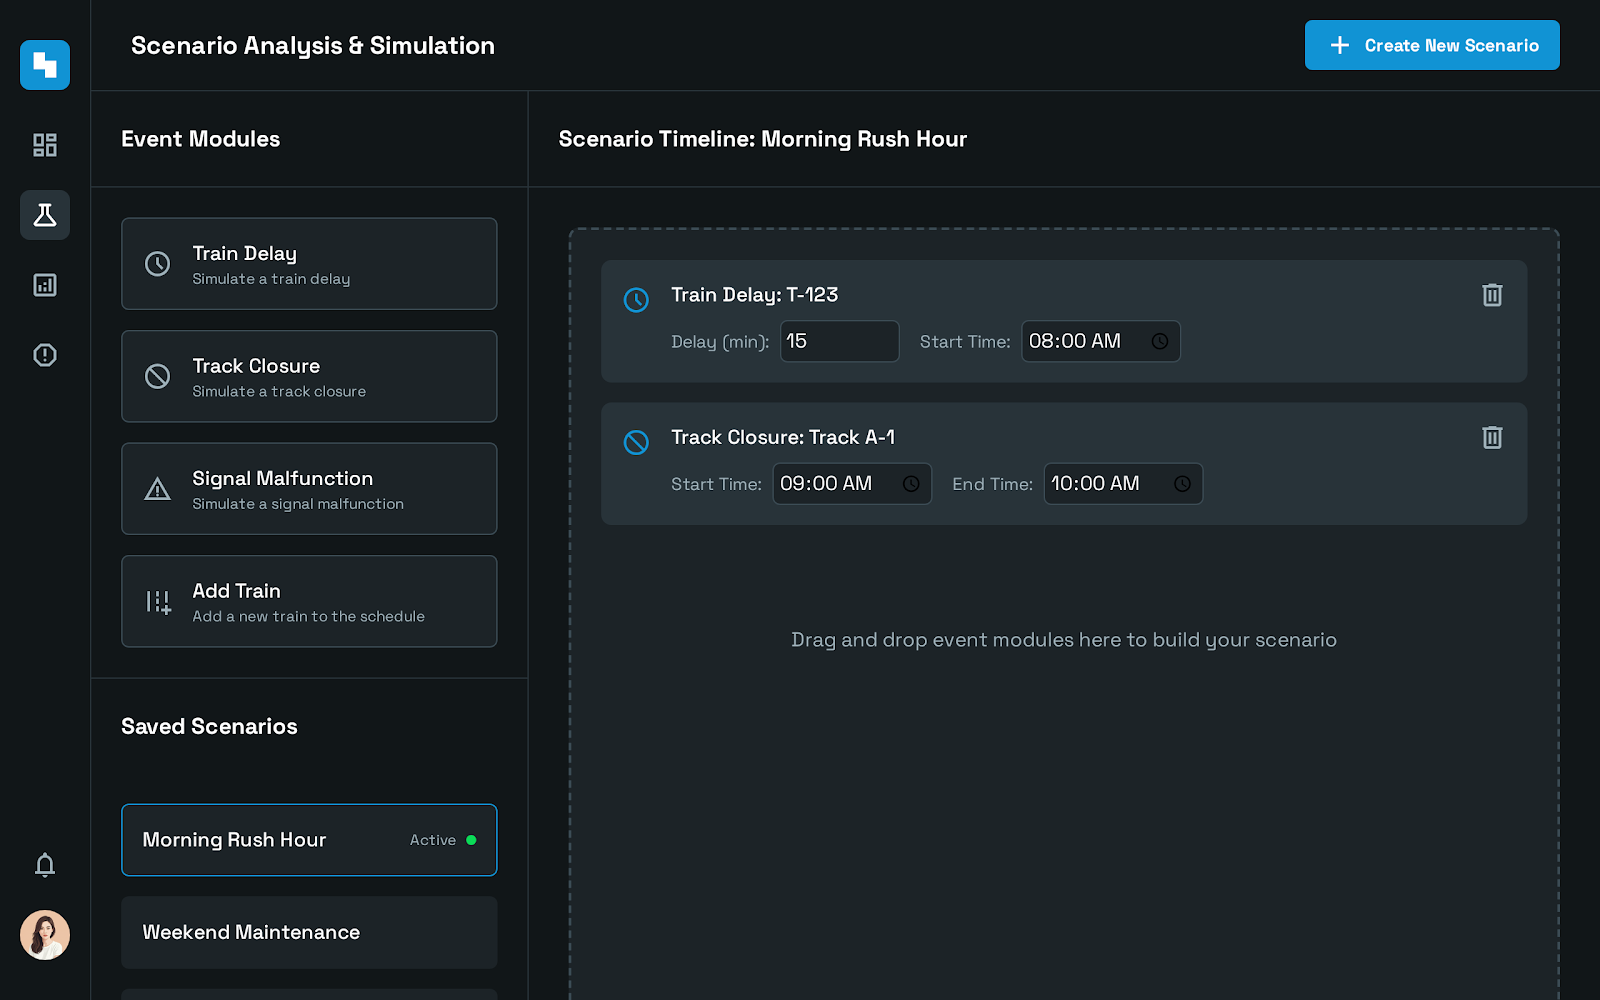 Scenario Analysis & Simulation
Create New Scenario
Event Modules
Train Delay
Simulate a train delay
Track Closure
Simulate a track closure
Signal Malfunction
Simulate a signal malfunction
Add Train
Add a new train to the schedule
Saved Scenarios
Morning Rush Hour Active
Weekend Maintenance
Scenario Timeline: Morning Rush Hour
Train Delay: T-123
Delay (min): 15 Start Time: 08:00 AM
Track Closure: Track A-1
Start Time: 09:00 AM End Time: 10:00 AM
Drag and drop event modules here to build your scenario